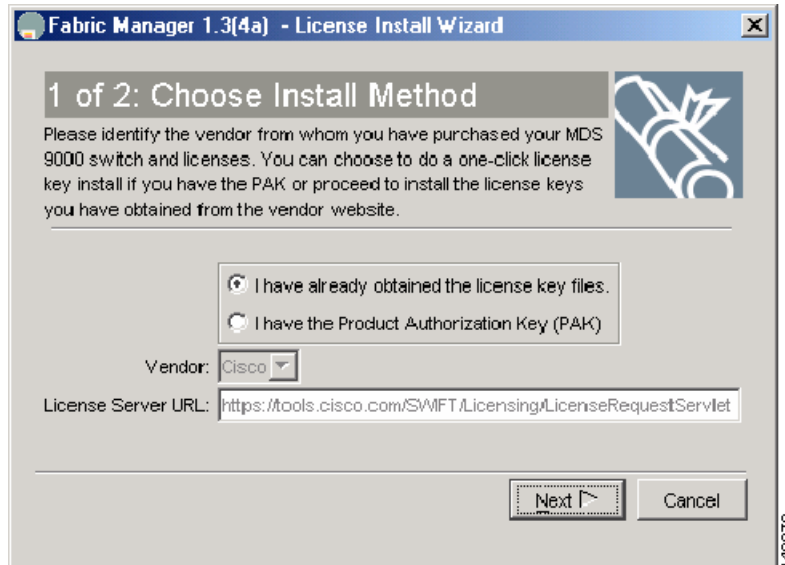 Fabric Manager 1.3(4a) - License Install Wizard
1 of 2: Choose Install Method
Please identify the vendor from whom you have purchased your MDS
9000 switch and licenses. You can choose to do a one-click license
key install if you have the PAK or proceed to install the license keys
you have obtained from the vendor website.
I have already obtained the license key files.
I have the Product Authorization Key (PAK)
Vendor: Cisco
License Server URL: https://tools.cisco.com/SWIFT/Licensing/LicenseRequestServlet
Next Cancel